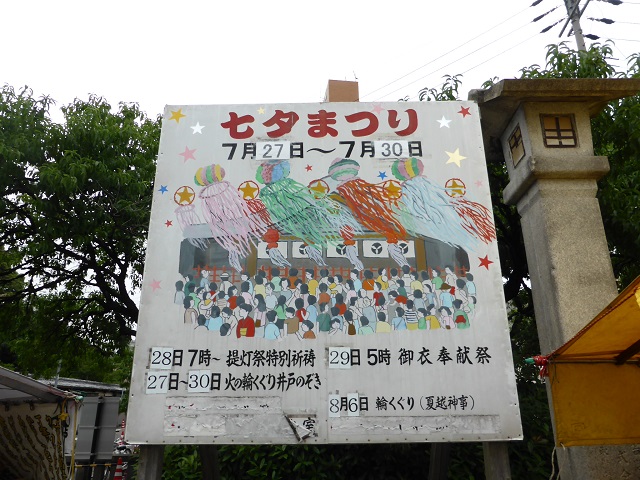 七夕まつり
7月27日〜7月30日
28日7時〜提灯祭特別祈祷
29日5時 御衣奉献祭
27日〜30日火の輪くぐり井戸のぞき
8月6日 輪くぐり（夏越神事）